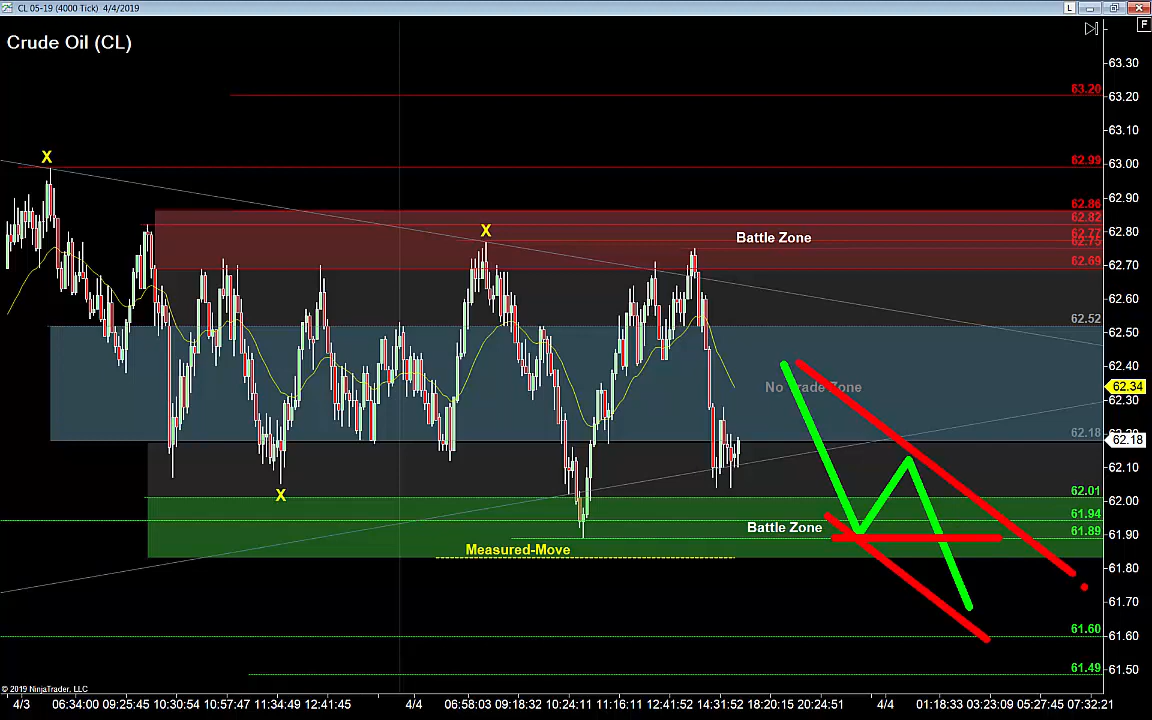 CL 05-19 (4000 Tick) 4/4/2019
L
F
Crude Oil (CL)
X
X
X
Battle Zone
No Trade Zone
Battle Zone
Measured-Move
63.20
62.99
62.86
62.82
62.77
62.75
62.69
62.52
62.18
62.01
61.94
61.89
61.60
61.49
63.30
63.20
63.10
63.00
62.90
62.80
62.70
62.60
62.50
62.40
62.34
62.30
62.18
62.10
62.00
61.90
61.80
61.70
61.60
61.50
© 2019 NinjaTrader, LLC
4/3 06:34:00 09:25:45 10:30:54 10:57:47 11:34:49 12:41:45 4/4 06:58:03 09:18:32 10:24:11 11:16:11 12:41:52 14:31:52 18:20:15 20:24:51 4/4 01:18:33 03:23:09 05:27:45 07:32:21